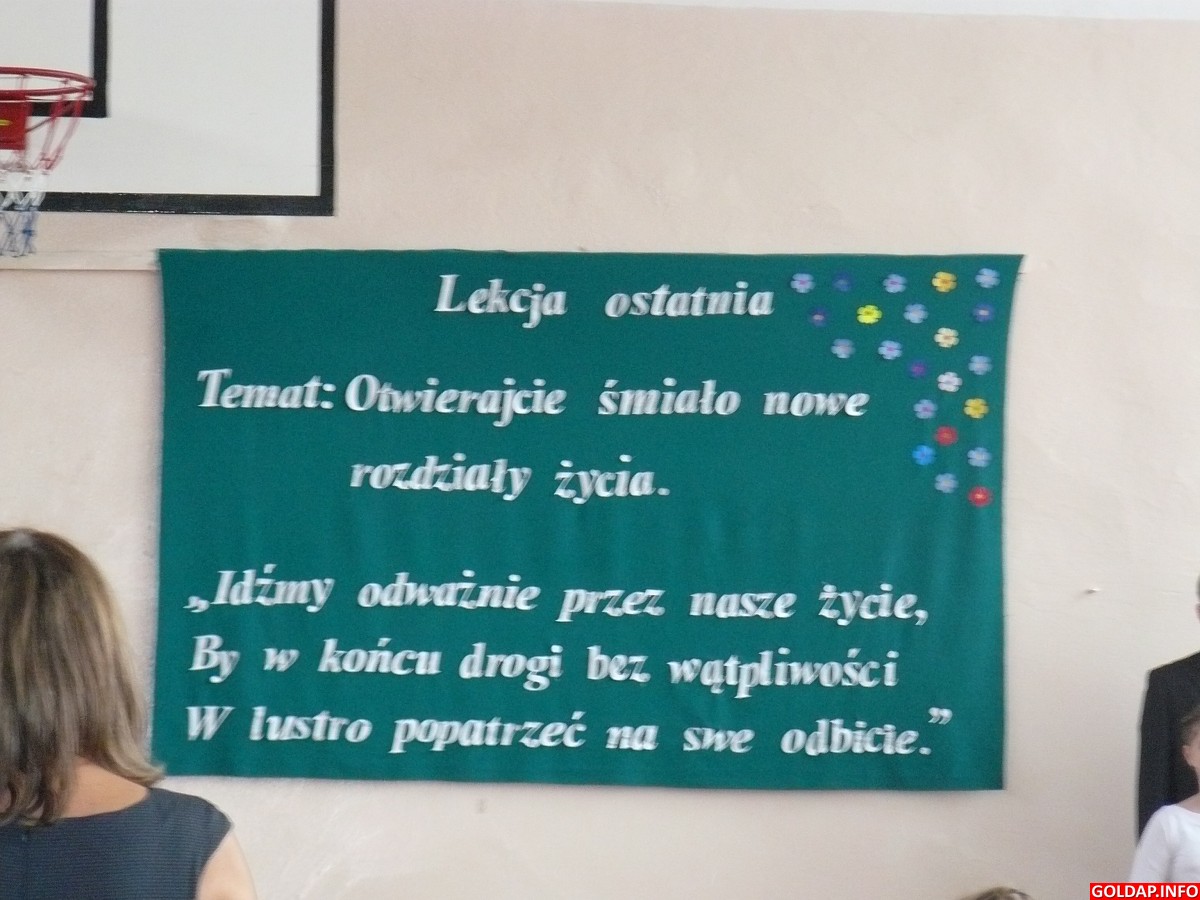 Lekcja ostatnia
Temat: Otwierajcie śmiało nowe
rozdziały życia.
„Idźmy odważnie przez nasze życie,
By w końcu drogi bez wątpliwości
W lustro popatrzeć na swe odbicie.”
GOLDAP.INFO